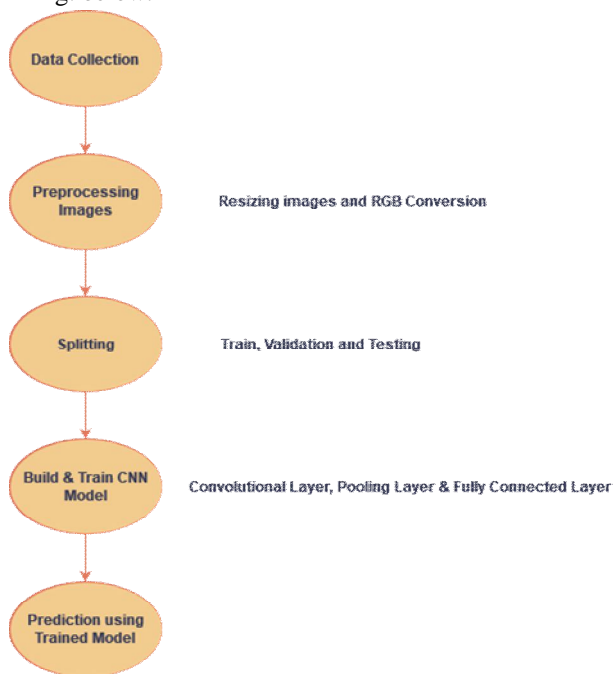 Data Collection
Preprocessing
Images
Resizing images and RGB Conversion
Splitting
Train, Validation and Testing
Build & Train CNN
Model
Convolutional Layer, Pooling Layer & Fully Connected Layer
Prediction using
Trained Model